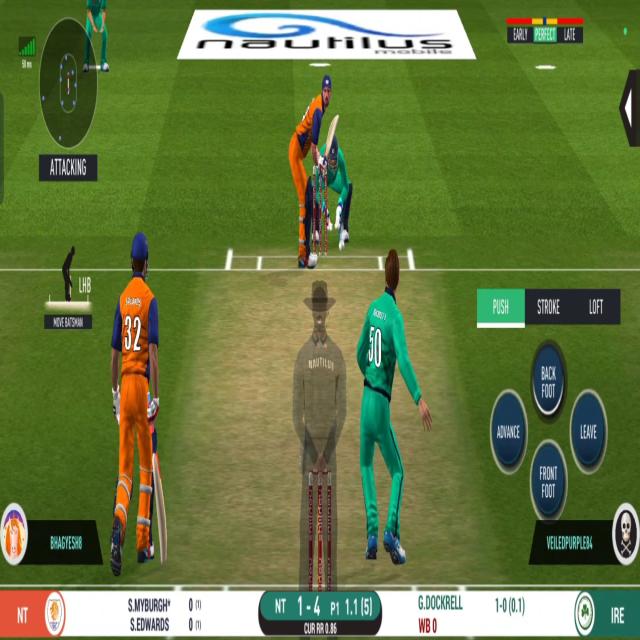 nautilus
mobile
EARLY PERFECT LATE
50 ms
ATTACKING
LHB
MOVE BATSMAN
32
50
NAUTILUS
PUSH STROKE LOFT
BACK FOOT
ADVANCE
LEAVE
FRONT FOOT
BHAGYESH8
VEILEDPURPLE84
NT S.MYBURGH* 0 (1) NT 1-4 P1 1.1 (5) G.DOCKRELL 1-0 (0.1) IRE
S.EDWARDS 0 (1) CUR RR 0.86 WB 0